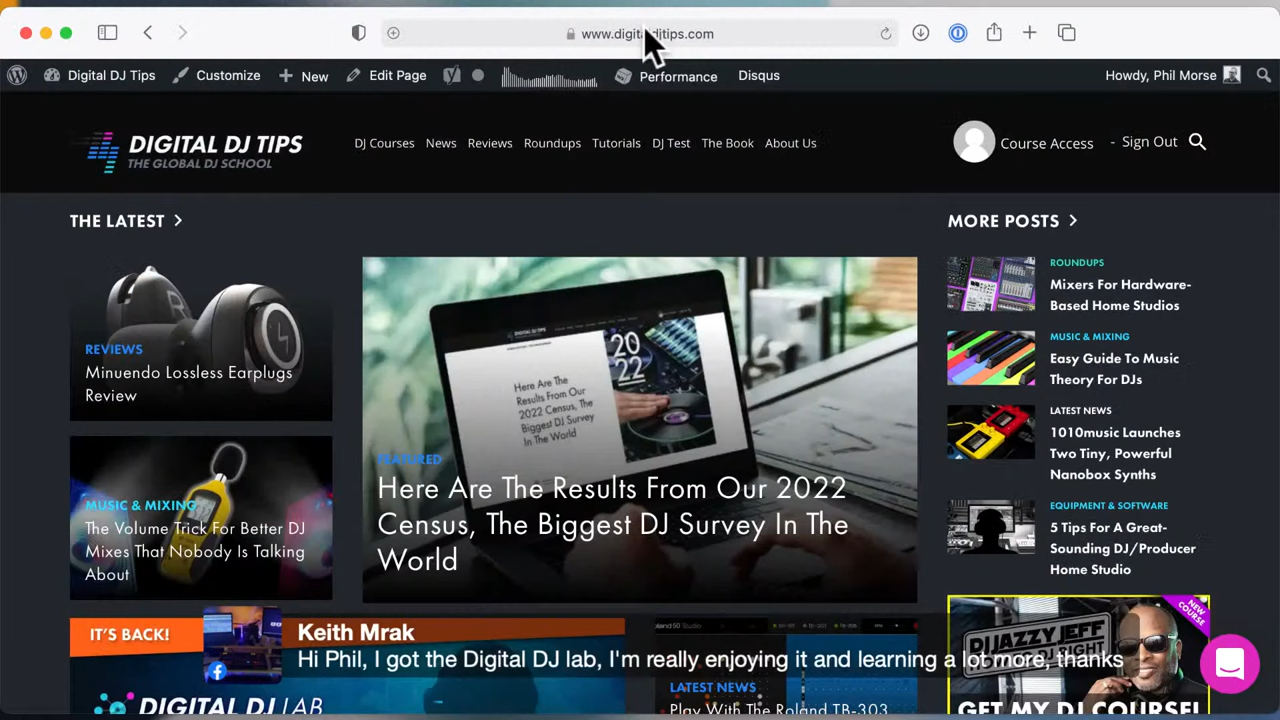 www.digitaldjtips.com
Digital DJ Tips
Customize
New
Edit Page
Performance
Disqus
Howdy, Phil Morse
DIGITAL DJ TIPS
THE GLOBAL DJ SCHOOL
DJ Courses
News
Reviews
Roundups
Tutorials
DJ Test
The Book
About Us
Course Access
- Sign Out
THE LATEST
REVIEWS
Minuendo Lossless Earplugs
Review
MUSIC & MIXING
The Volume Trick For Better DJ
Mixes That Nobody Is Talking
About
DIGITAL DJ TIPS
Here Are The
Results From Our
2022 Census, The
Biggest DJ Survey
In The World
20
22
FEATURED
Here Are The Results From Our 2022
Census, The Biggest DJ Survey In The
World
MORE POSTS
ROUNDUPS
Mixers For Hardware-
Based Home Studios
MUSIC & MIXING
Easy Guide To Music
Theory For DJs
LATEST NEWS
1010music Launches
Two Tiny, Powerful
Nanobox Synths
EQUIPMENT & SOFTWARE
5 Tips For A Great-
Sounding DJ/Producer
Home Studio
IT'S BACK!
DIGITAL DJ LAB
Keith Mrak
Hi Phil, I got the Digital DJ lab, I'm really enjoying it and learning a lot more, thanks
LATEST NEWS
Play With The Roland TB-303
NEW
COURSE
DJ JAZZY JEFF
GET MY DJ COURSE!